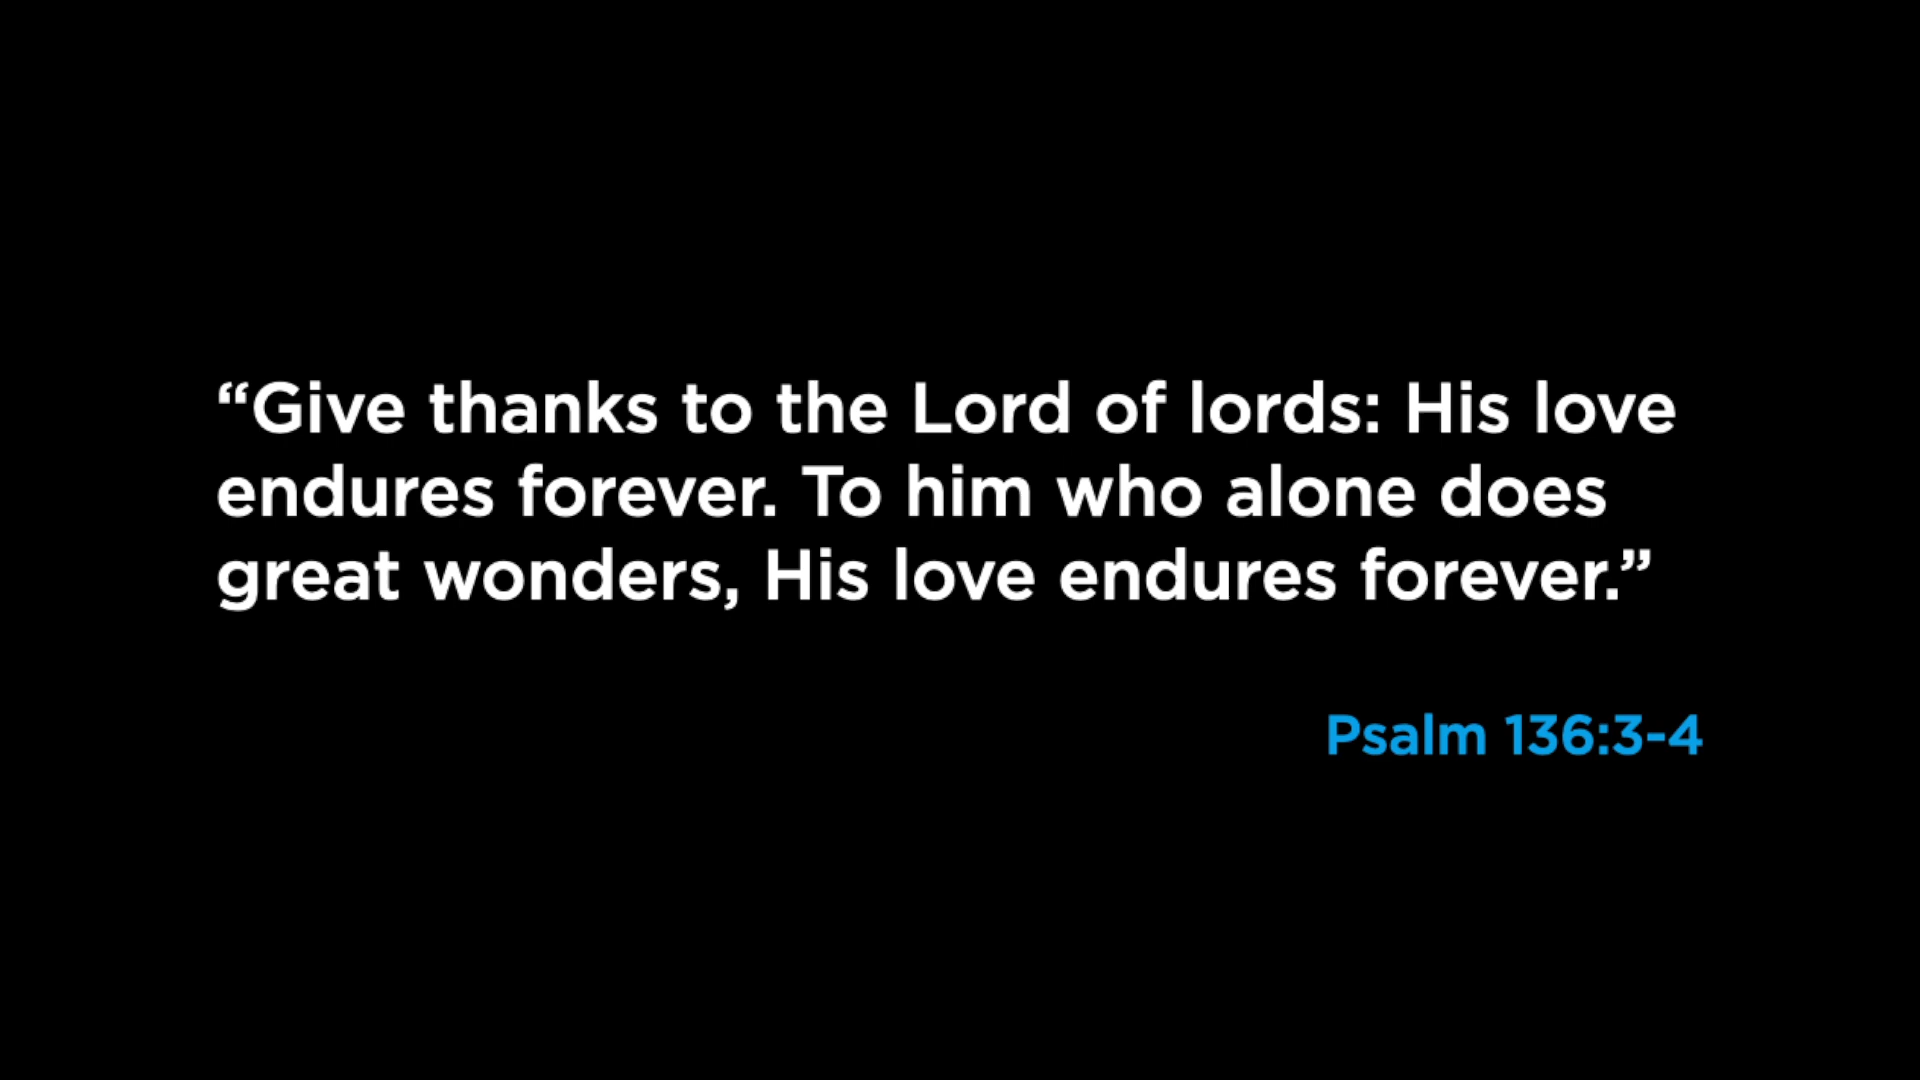 “Give thanks to the Lord of lords: His love
endures forever. To him who alone does
great wonders, His love endures forever.”
Psalm 136:3-4